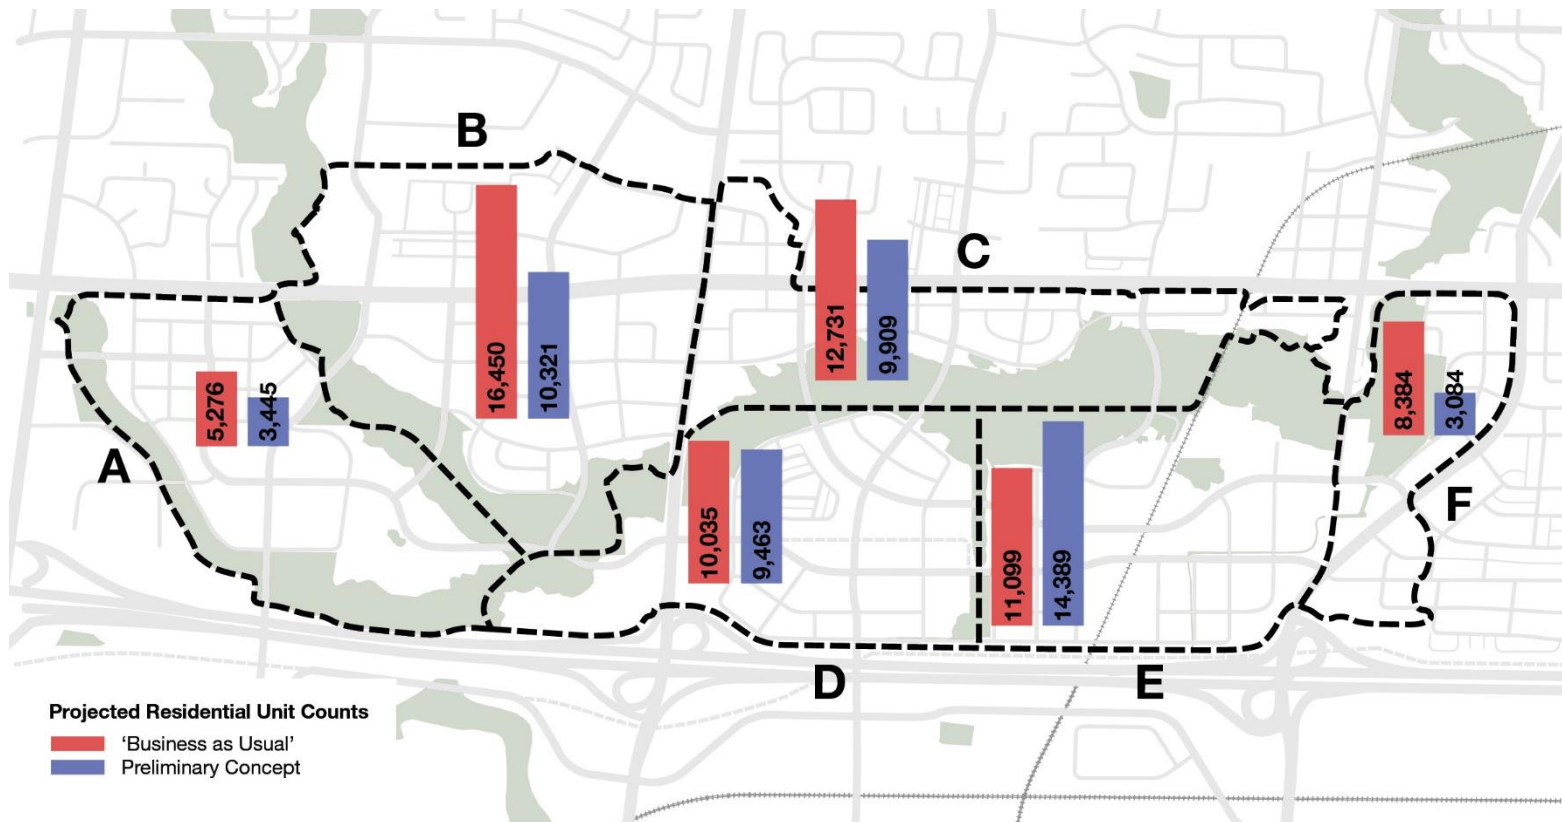 B
16,450
10,321
C
12,731
9,909
5,276
3,445
A
8,384
3,084
F
10,035
9,463
11,099
14,389
D
E
Projected Residential Unit Counts
‘Business as Usual’
Preliminary Concept